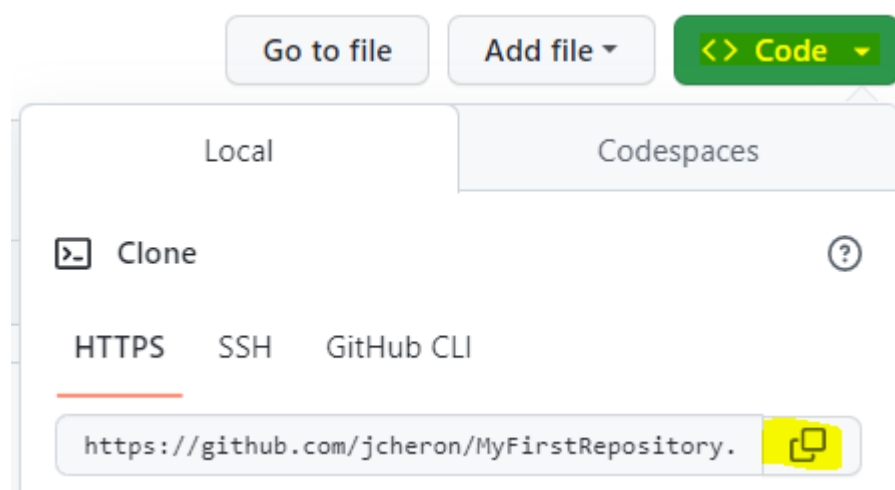 Go to file Add file <> Code
Local Codespaces
Clone
HTTPS SSH GitHub CLI
https://github.com/jcheron/MyFirstRepository.